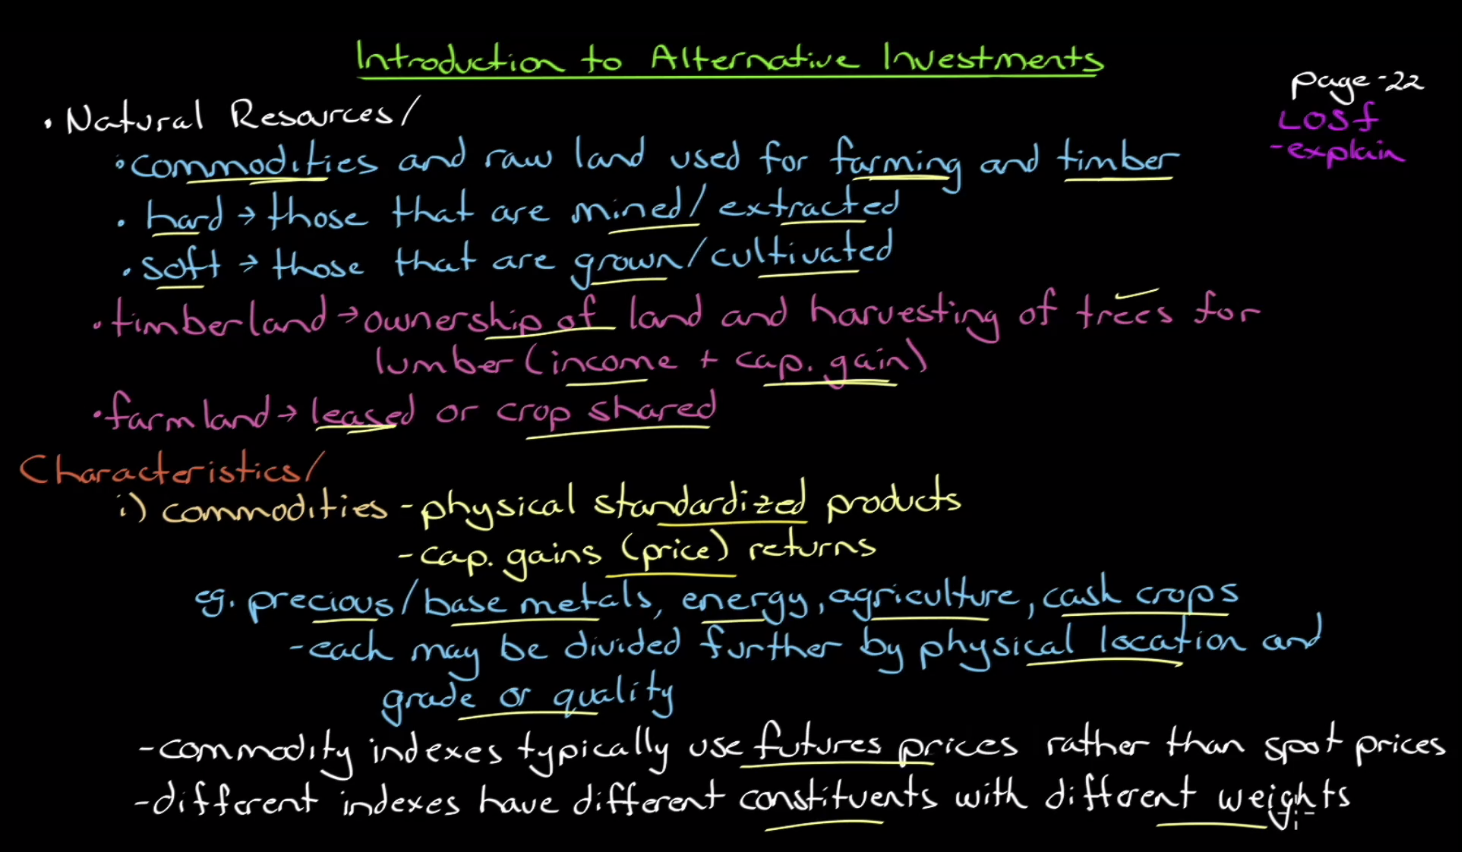 Introduction to Alternative Investments
page-22
LOS f
-explain
• Natural Resources/
• commodities and raw land used for farming and timber
• hard → those that are mined/extracted
• soft → those that are grown/cultivated
• timberland → ownership of land and harvesting of trees for
lumber (income + cap. gain)
• farmland → leased or crop shared
Characteristics/
i) commodities - physical standardized products
- cap. gains (price) returns
eg. precious/base metals, energy, agriculture, cash crops
- each may be divided further by physical location and
grade or quality
- commodity indexes typically use futures prices rather than spot prices
- different indexes have different constituents with different weights